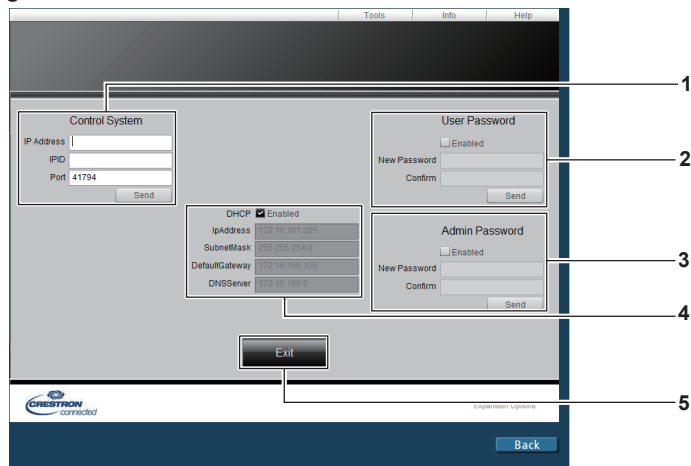 Tools Info Help
1
Control System
IP Address
IPID
Port 41794
Send
User Password
Enabled
New Password
Confirm
Send
2
DHCP Enabled
IpAddress 172.16.161.205
SubnetMask 255.255.254.0
DefaultGateway 172.16.160.125
DNSServer 172.16.160.9
Admin Password
Enabled
New Password
Confirm
Send
3
4
Exit
5
CRESTRON
connected
Expansion Options
Back